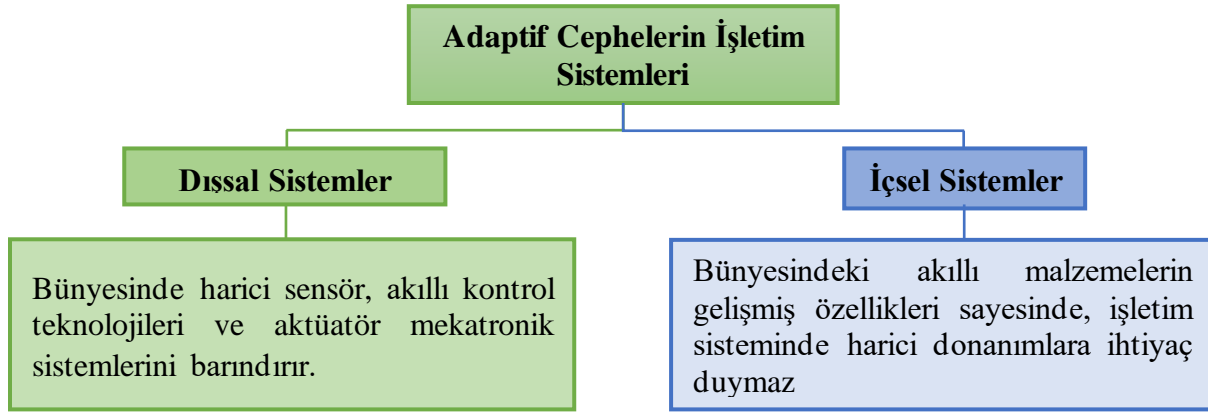 Adaptif Cephelerin İşletim
Sistemleri
Dışsal Sistemler
İçsel Sistemler
Bünyesinde harici sensör, akıllı kontrol
teknolojileri ve aktüatör mekatronik
sistemlerini barındırır.
Bünyesindeki akıllı malzemelerin
gelişmiş özellikleri sayesinde, işletim
sisteminde harici donanımlara ihtiyaç
duymaz